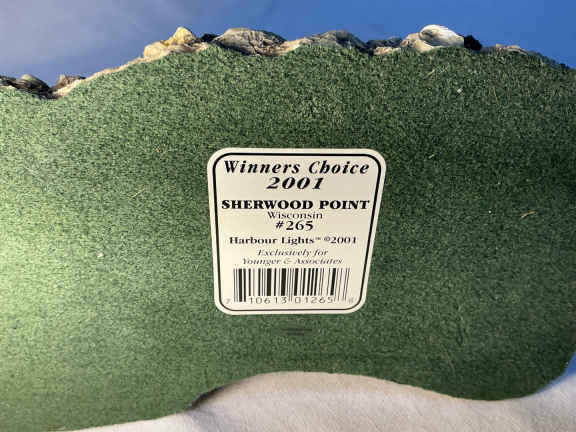 Winners Choice
2001
SHERWOOD POINT
Wisconsin
#265
Harbour Lights™ ©2001
Exclusively for
Younger & Associates
7 10613 01265 8